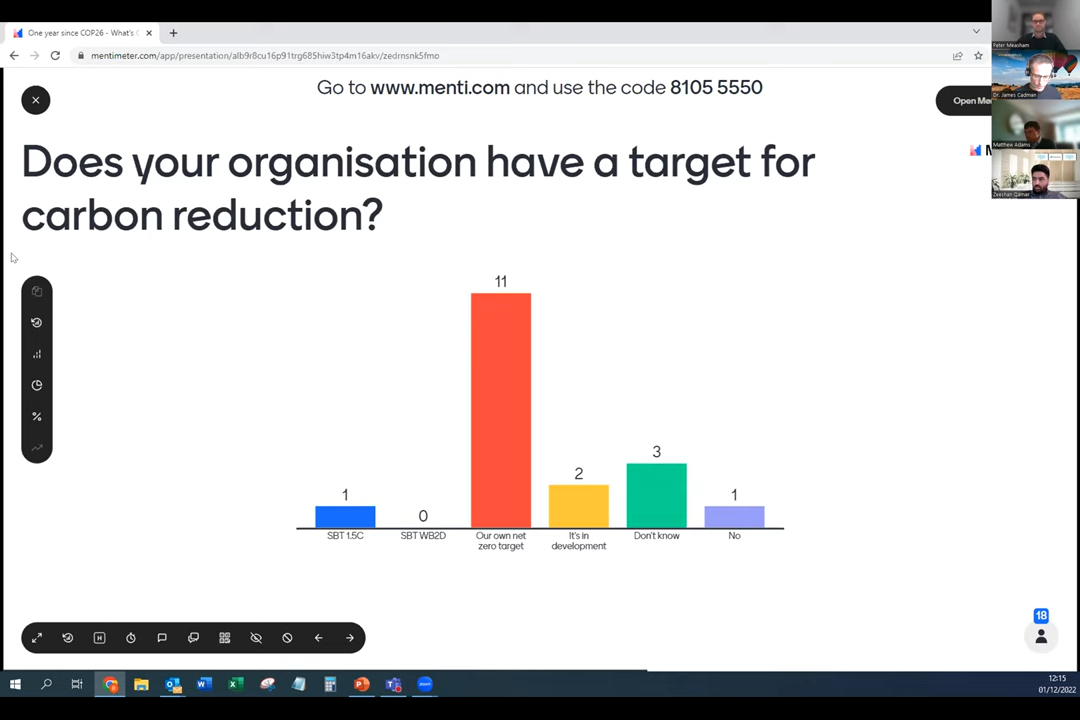 One year since COP26 - What's
mentimeter.com/app/presentation/alb9r8cu16p91trg685hiw3tp4m16akv/zedrnsnk5fmo
Go to www.menti.com and use the code 8105 5550
Open Me
Does your organisation have a target for
carbon reduction?
Peter Measham
Dr. James Cadman
Matthew Adams
Zeeshan Qamar
11
3
2
1
0
1
SBT 1.5C
SBT WB2D
Our own net
zero target
It's in
development
Don't know
No
18
12:15
01/12/2022